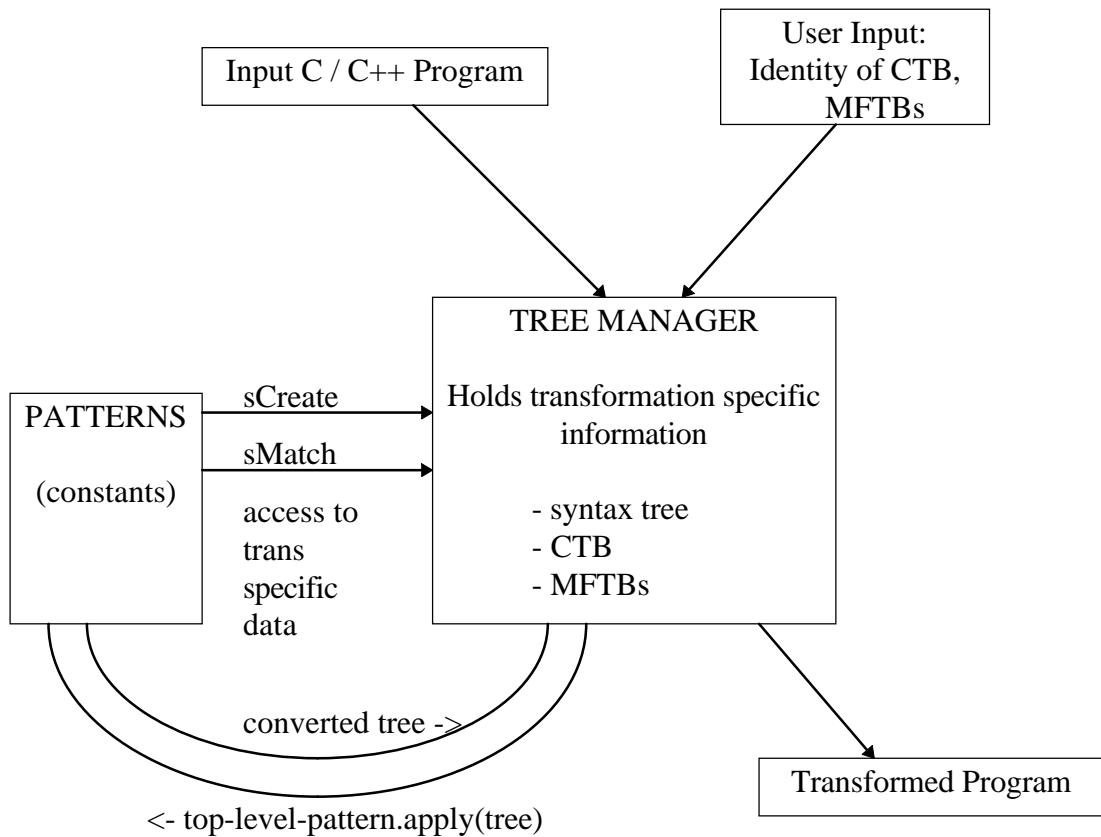 Input C / C++ Program
User Input:
Identity of CTB,
MFTBs
TREE MANAGER
Holds transformation specific
information
- syntax tree
- CTB
- MFTBs
PATTERNS
(constants)
sCreate
sMatch
access to
trans
specific
data
converted tree ->
<- top-level-pattern.apply(tree)
Transformed Program